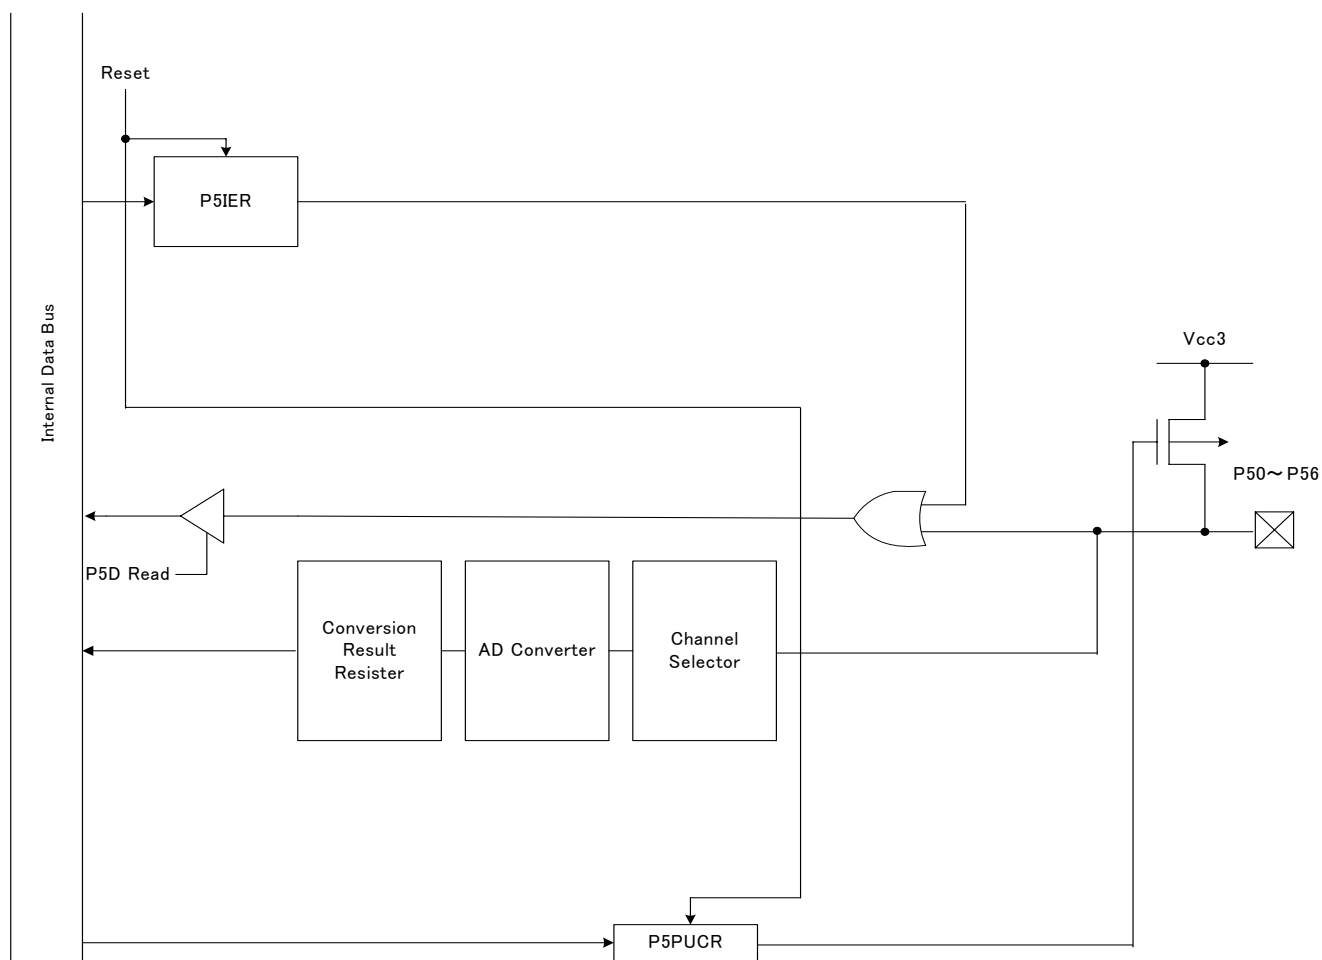 Reset
P5IER
Internal Data Bus
Vcc3
P50～P56
P5D Read
Conversion
Result
Resister
AD Converter
Channel
Selector
P5PUCR